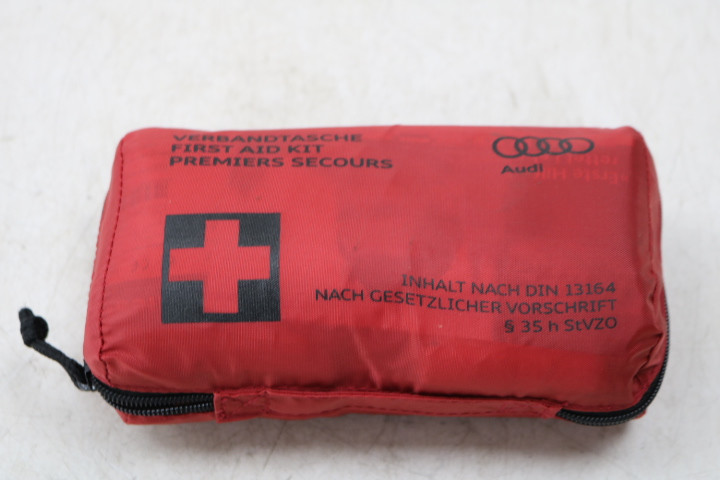 VERBANDTASCHE
FIRST AID KIT
PREMIERS SECOURS
Audi
INHALT NACH DIN 13164
NACH GESETZLICHER VORSCHRIFT
§ 35 h StVZO